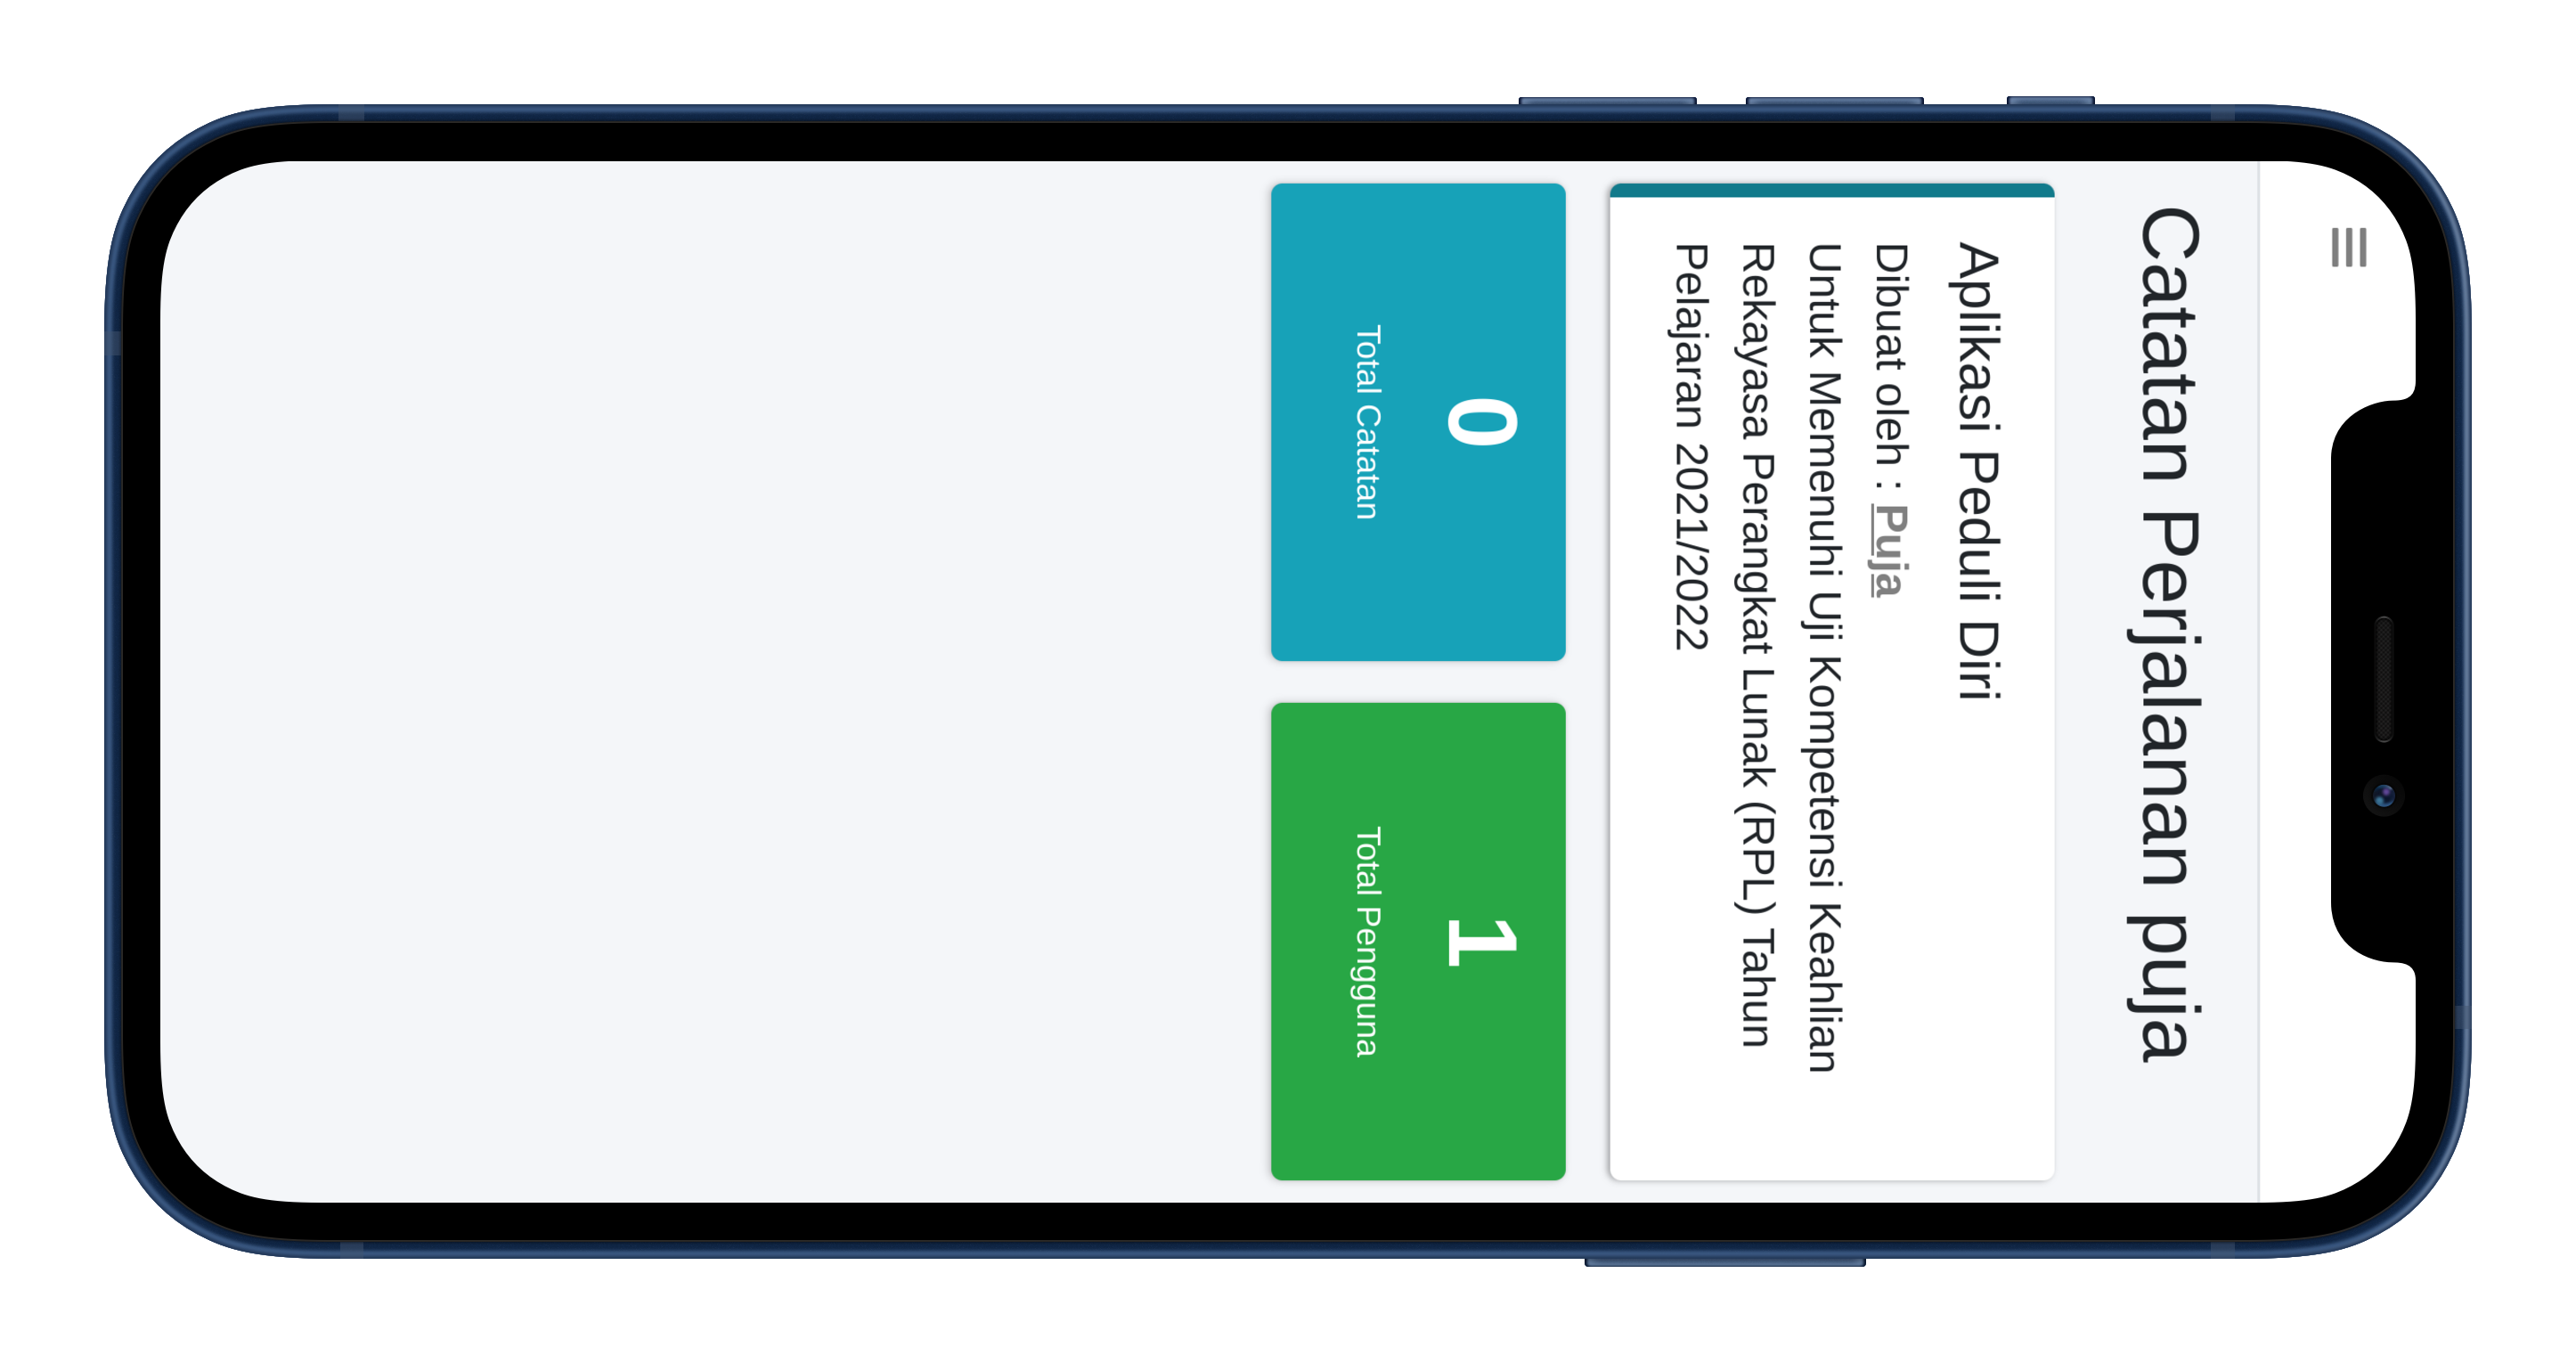 Catatan Perjalanan puja
Aplikasi Peduli Diri
Dibuat oleh : Puja
Untuk Memenuhi Uji Kompetensi Keahlian
Rekayasa Perangkat Lunak (RPL) Tahun
Pelajaran 2021/2022
0
Total Catatan
1
Total Pengguna